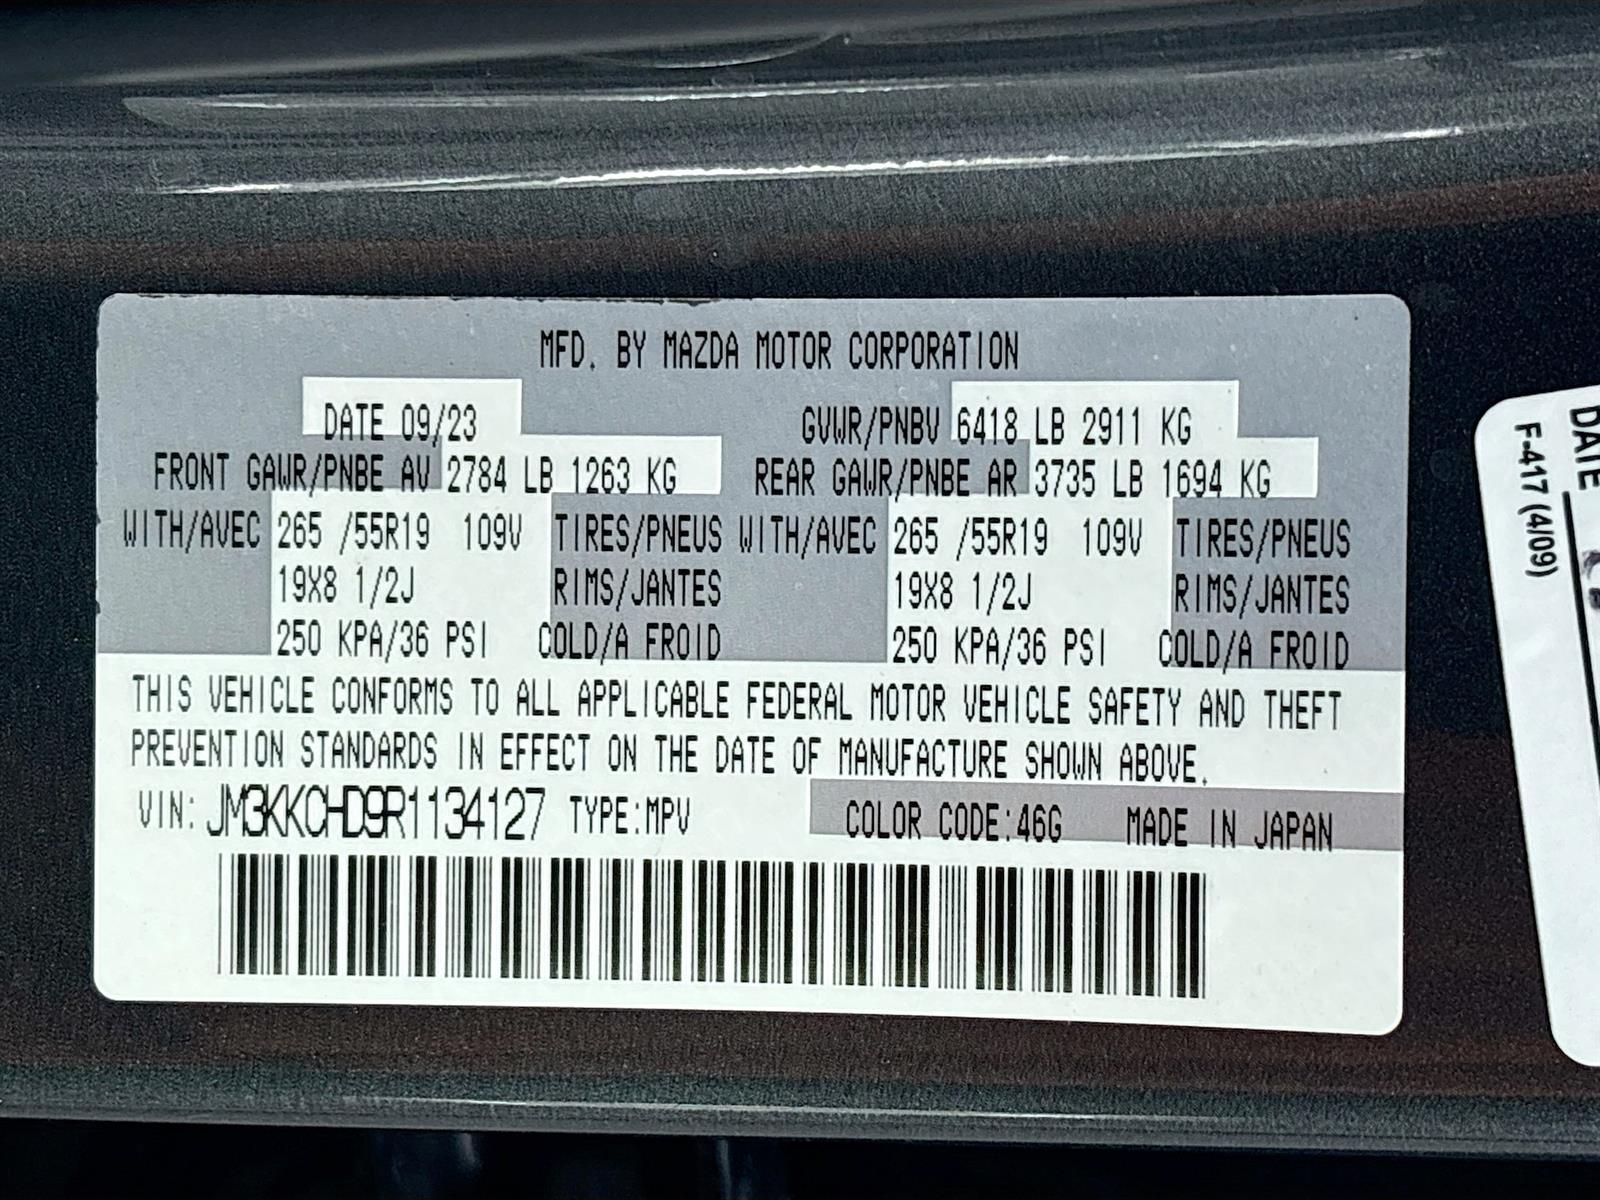 MFD. BY MAZDA MOTOR CORPORATION
DATE 09/23 GVWR/PNBV 6418 LB 2911 KG
FRONT GAWR/PNBE AV 2784 LB 1263 KG REAR GAWR/PNBE AR 3735 LB 1694 KG
WITH/AVEC 265 /55R19 109V TIRES/PNEUS WITH/AVEC 265 /55R19 109V TIRES/PNEUS
19X8 1/2J RIMS/JANTES 19X8 1/2J RIMS/JANTES
250 KPA/36 PSI COLD/A FROID 250 KPA/36 PSI COLD/A FROID
THIS VEHICLE CONFORMS TO ALL APPLICABLE FEDERAL MOTOR VEHICLE SAFETY AND THEFT
PREVENTION STANDARDS IN EFFECT ON THE DATE OF MANUFACTURE SHOWN ABOVE.
VIN: JM3KKCHD9R1134127 TYPE:MPV COLOR CODE:46G MADE IN JAPAN
DATE
F-417 (4/09)